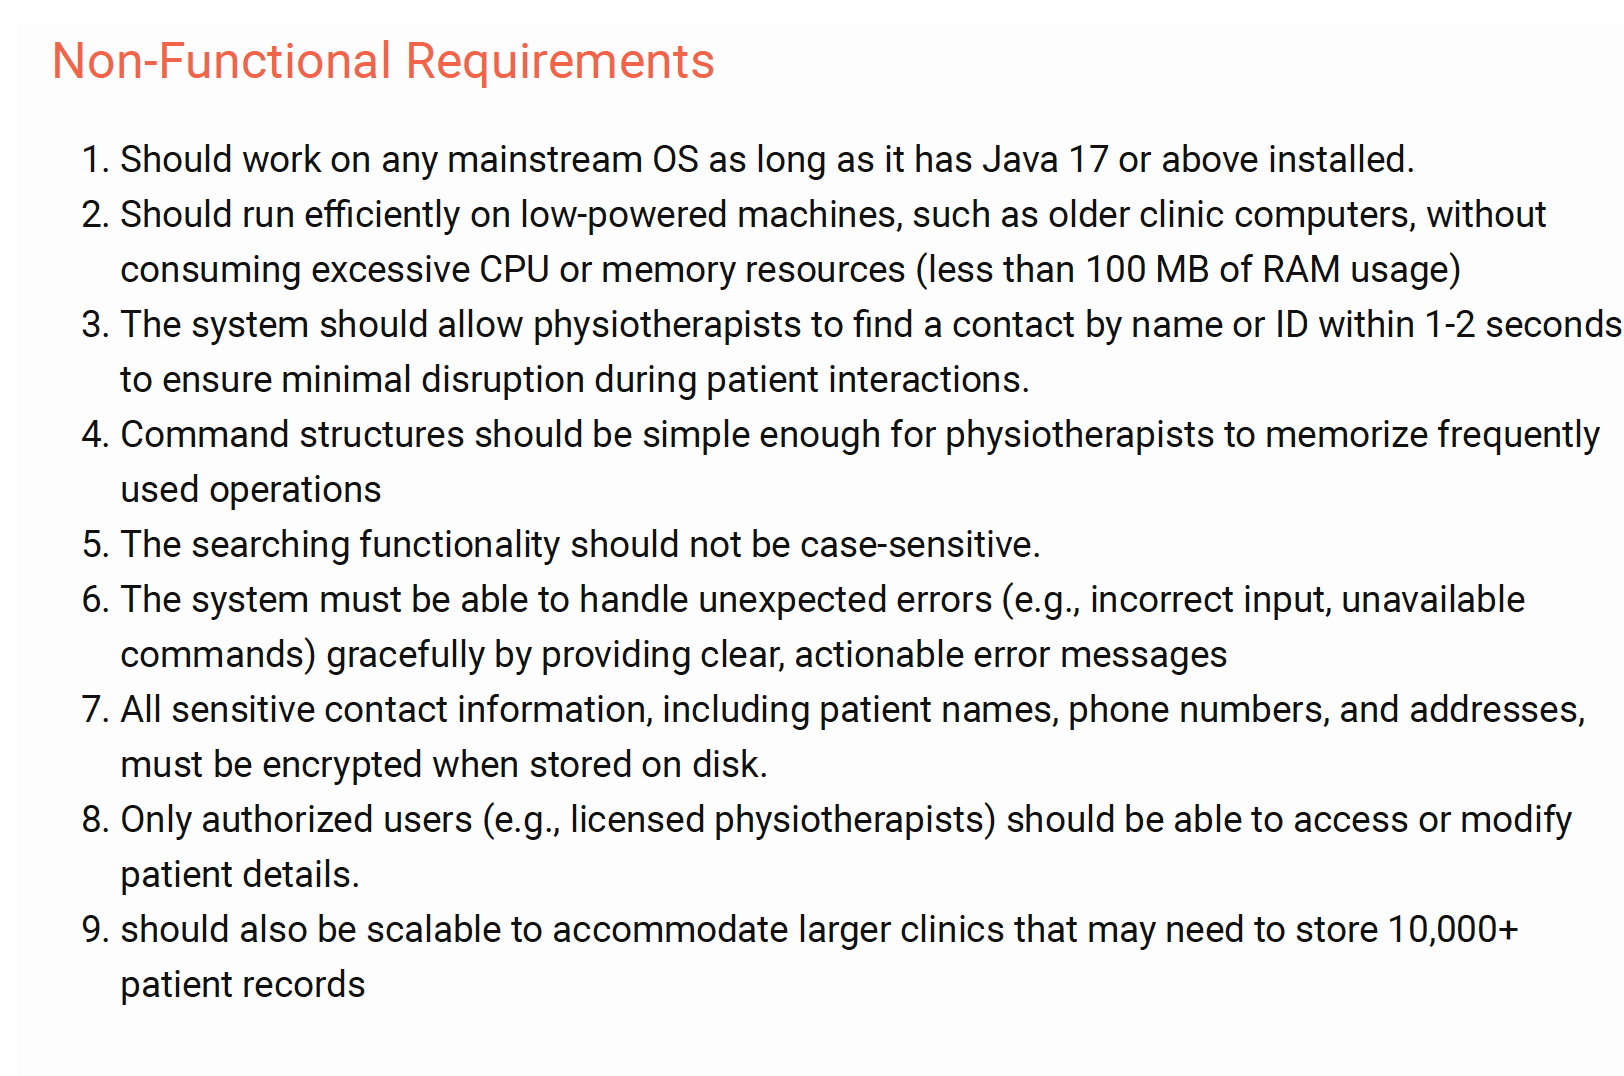 Non-Functional Requirements
1. Should work on any mainstream OS as long as it has Java 17 or above installed.
2. Should run efficiently on low-powered machines, such as older clinic computers, without
consuming excessive CPU or memory resources (less than 100 MB of RAM usage)
3. The system should allow physiotherapists to find a contact by name or ID within 1-2 seconds
to ensure minimal disruption during patient interactions.
4. Command structures should be simple enough for physiotherapists to memorize frequently
used operations
5. The searching functionality should not be case-sensitive.
6. The system must be able to handle unexpected errors (e.g., incorrect input, unavailable
commands) gracefully by providing clear, actionable error messages
7. All sensitive contact information, including patient names, phone numbers, and addresses,
must be encrypted when stored on disk.
8. Only authorized users (e.g., licensed physiotherapists) should be able to access or modify
patient details.
9. should also be scalable to accommodate larger clinics that may need to store 10,000+
patient records